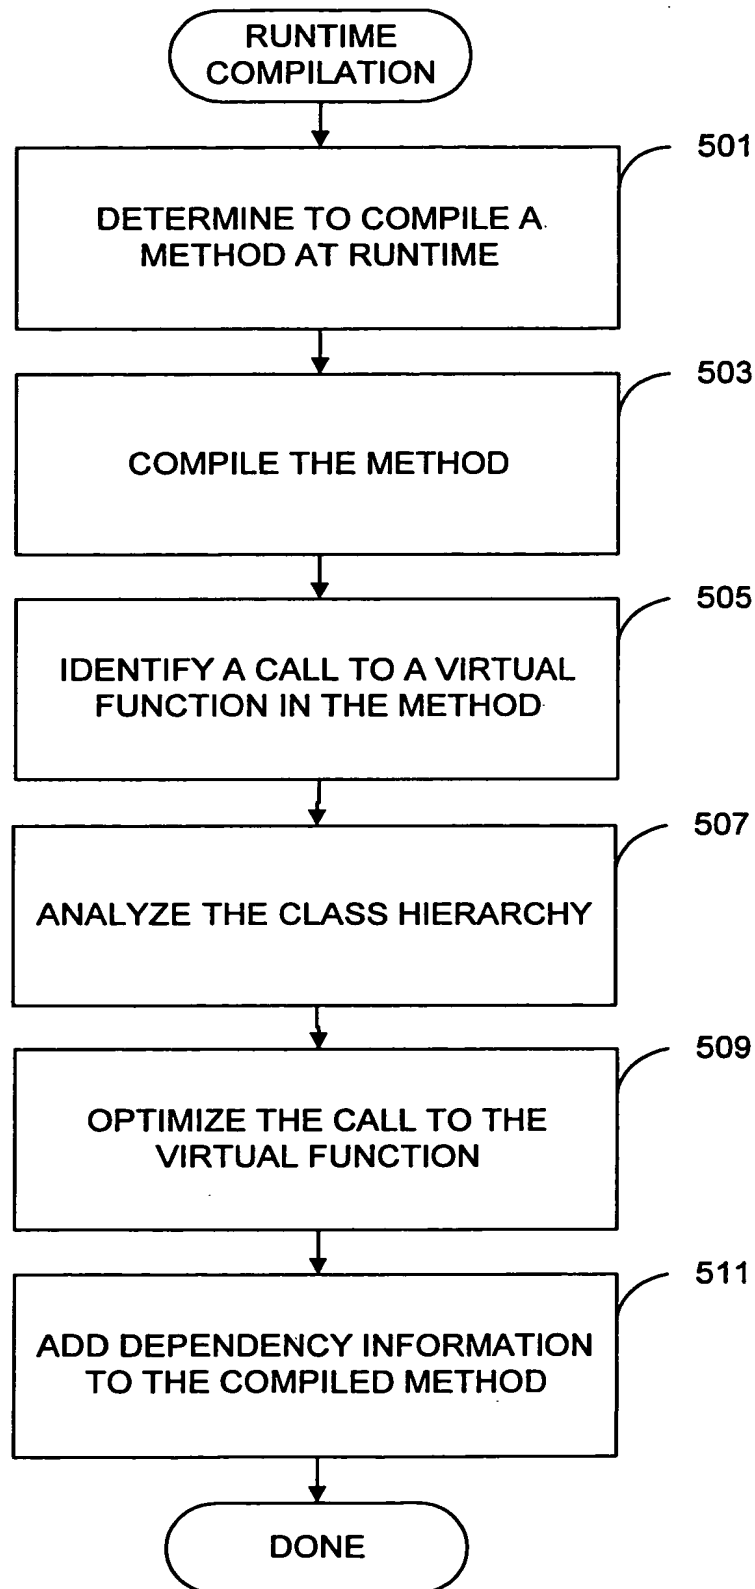 RUNTIME
COMPILATION
501
DETERMINE TO COMPILE A
METHOD AT RUNTIME
503
COMPILE THE METHOD
505
IDENTIFY A CALL TO A VIRTUAL
FUNCTION IN THE METHOD
507
ANALYZE THE CLASS HIERARCHY
509
OPTIMIZE THE CALL TO THE
VIRTUAL FUNCTION
511
ADD DEPENDENCY INFORMATION
TO THE COMPILED METHOD
DONE